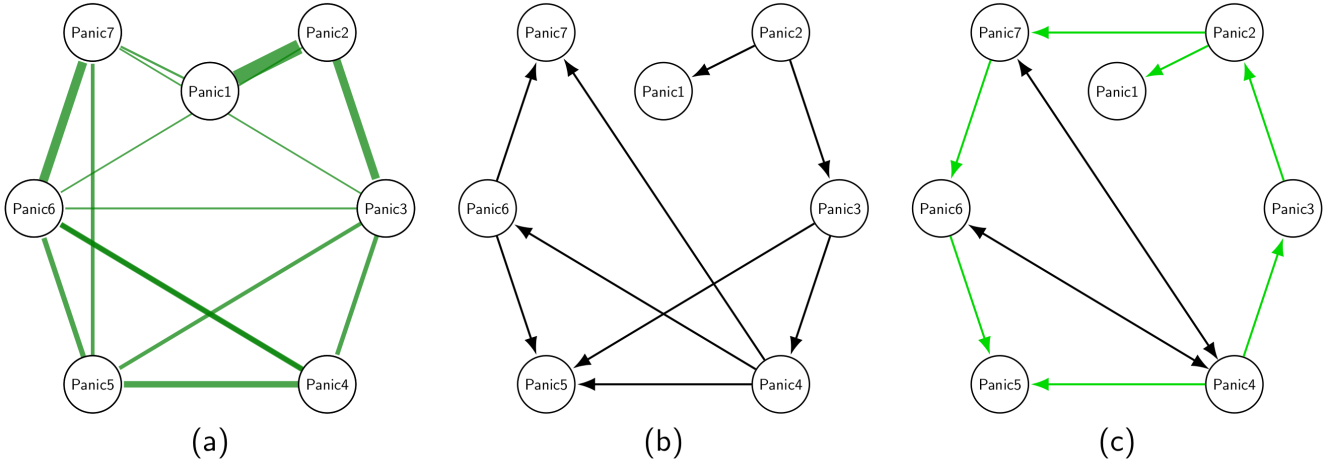 Panic7 Panic2 Panic7 Panic2 Panic7 Panic2
Panic1 Panic1 Panic1
Panic6 Panic3 Panic6 Panic3 Panic6 Panic3
Panic5 Panic4 Panic5 Panic4 Panic5 Panic4
(a) (b) (c)